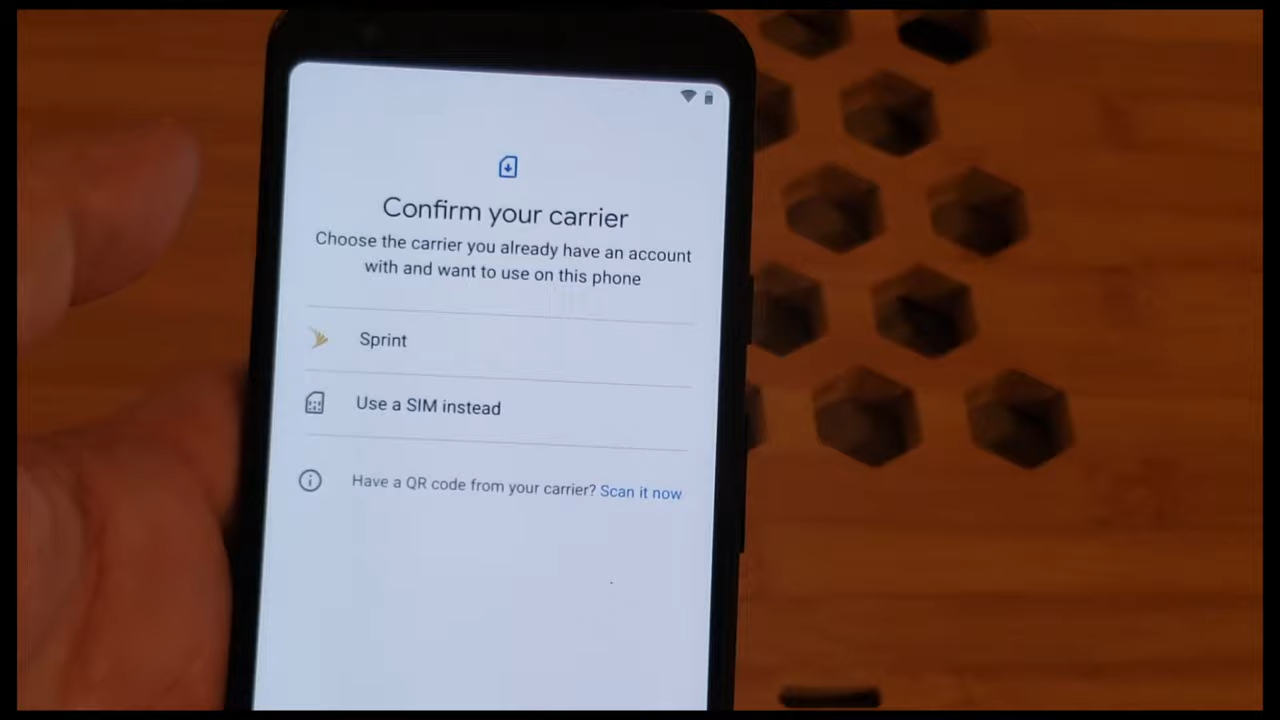 Confirm your carrier
Choose the carrier you already have an account
with and want to use on this phone
Sprint
Use a SIM instead
Have a QR code from your carrier? Scan it now